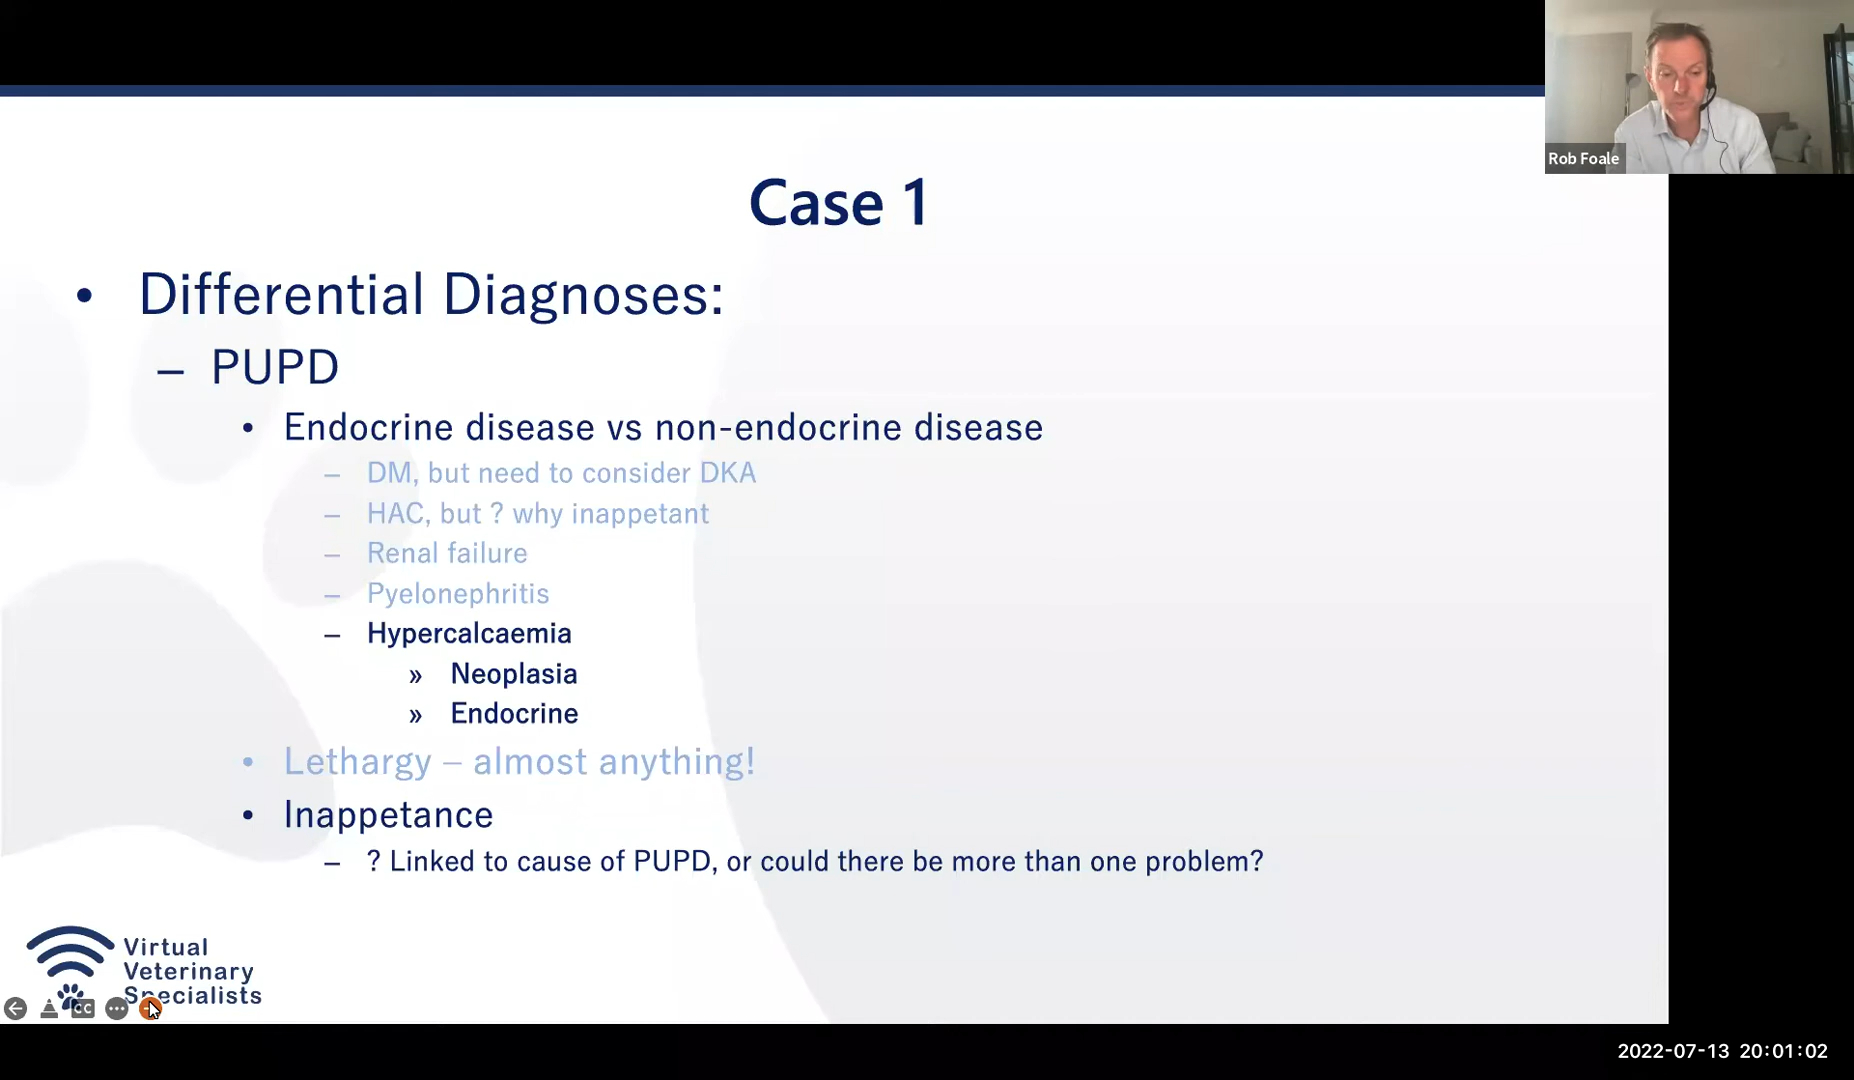 Rob Foale
Case 1
• Differential Diagnoses:
– PUPD
• Endocrine disease vs non-endocrine disease
– DM, but need to consider DKA
– HAC, but ? why inappetant
– Renal failure
– Pyelonephritis
– Hypercalcaemia
» Neoplasia
» Endocrine
• Lethargy – almost anything!
• Inappetance
– ? Linked to cause of PUPD, or could there be more than one problem?
Virtual
Veterinary
Specialists
CC
2022-07-13 20:01:02